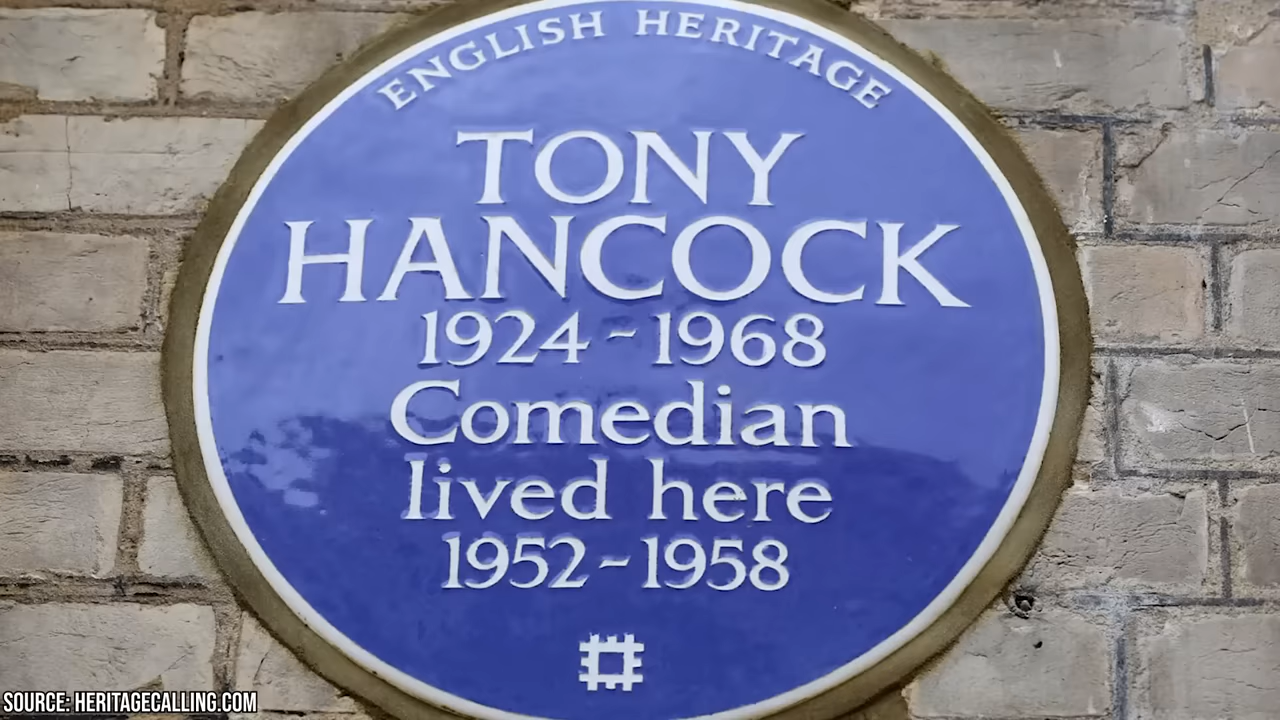 ENGLISH HERITAGE
TONY
HANCOCK
1924 - 1968
Comedian
lived here
1952 - 1958
SOURCE: HERITAGECALLING.COM